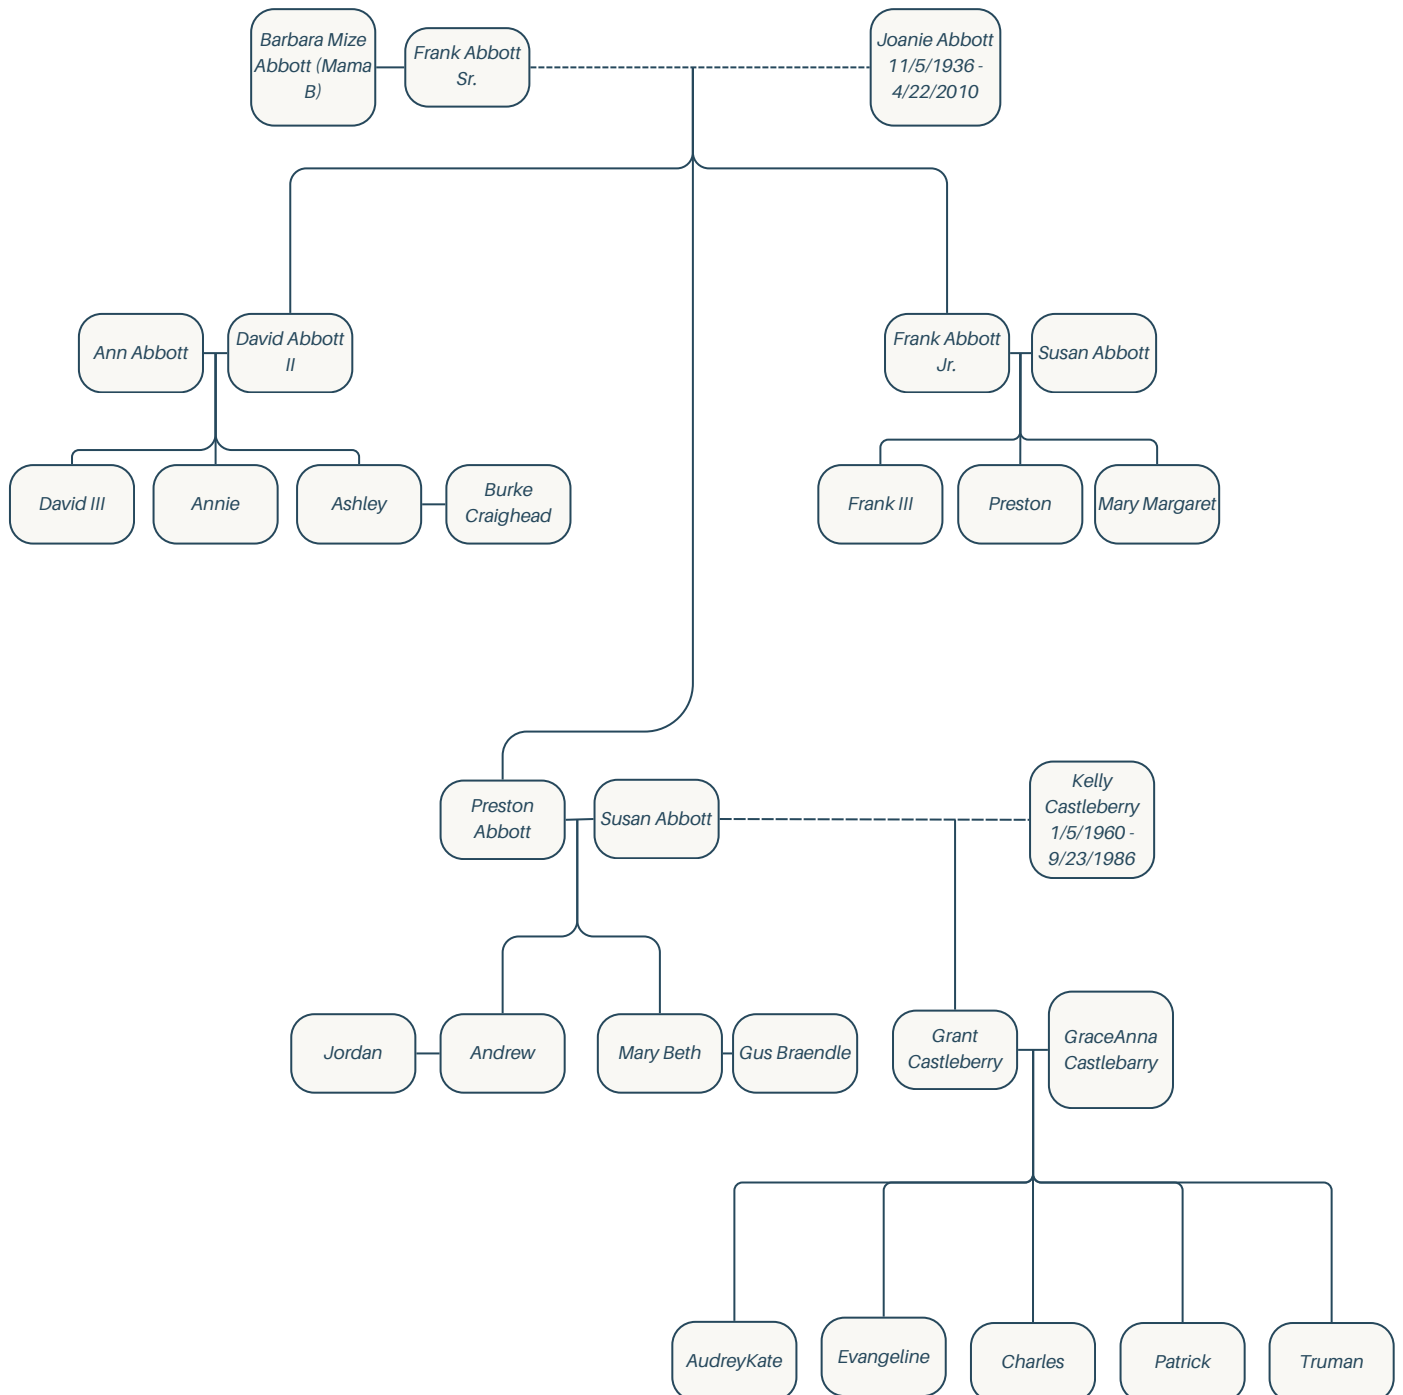 Barbara Mize
Abbott (Mama
B)
Frank Abbott
Sr.
Joanie Abbott
11/5/1936 -
4/22/2010
Ann Abbott
David Abbott
II
Frank Abbott
Jr.
Susan Abbott
David III
Annie
Ashley
Burke
Craighead
Frank III
Preston
Mary Margaret
Preston
Abbott
Susan Abbott
Kelly
Castleberry
1/5/1960 -
9/23/1986
Jordan
Andrew
Mary Beth
Gus Braendle
Grant
Castleberry
GraceAnna
Castlebarry
AudreyKate
Evangeline
Charles
Patrick
Truman